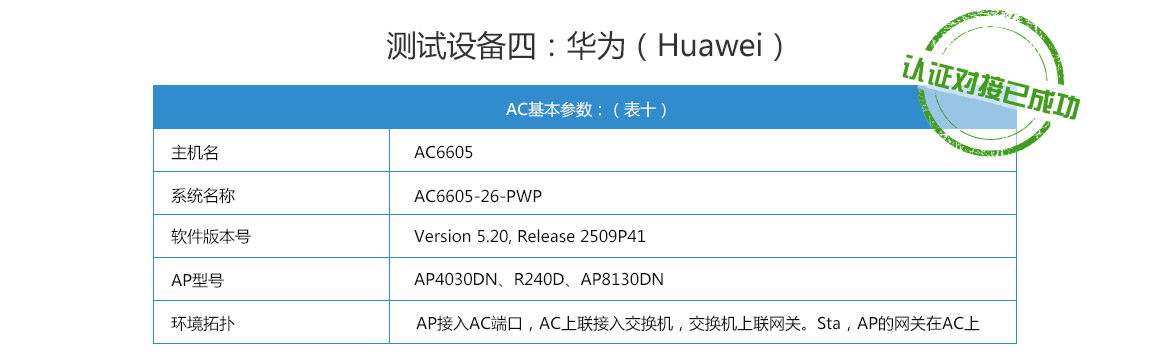 测试设备四：华为（Huawei）
认证对接已成功
AC基本参数：（表十）
主机名 AC6605
系统名称 AC6605-26-PWP
软件版本号 Version 5.20, Release 2509P41
AP型号 AP4030DN、R240D、AP8130DN
环境拓扑 AP接入AC端口，AC上联接入交换机，交换机上联网关。Sta，AP的网关在AC上